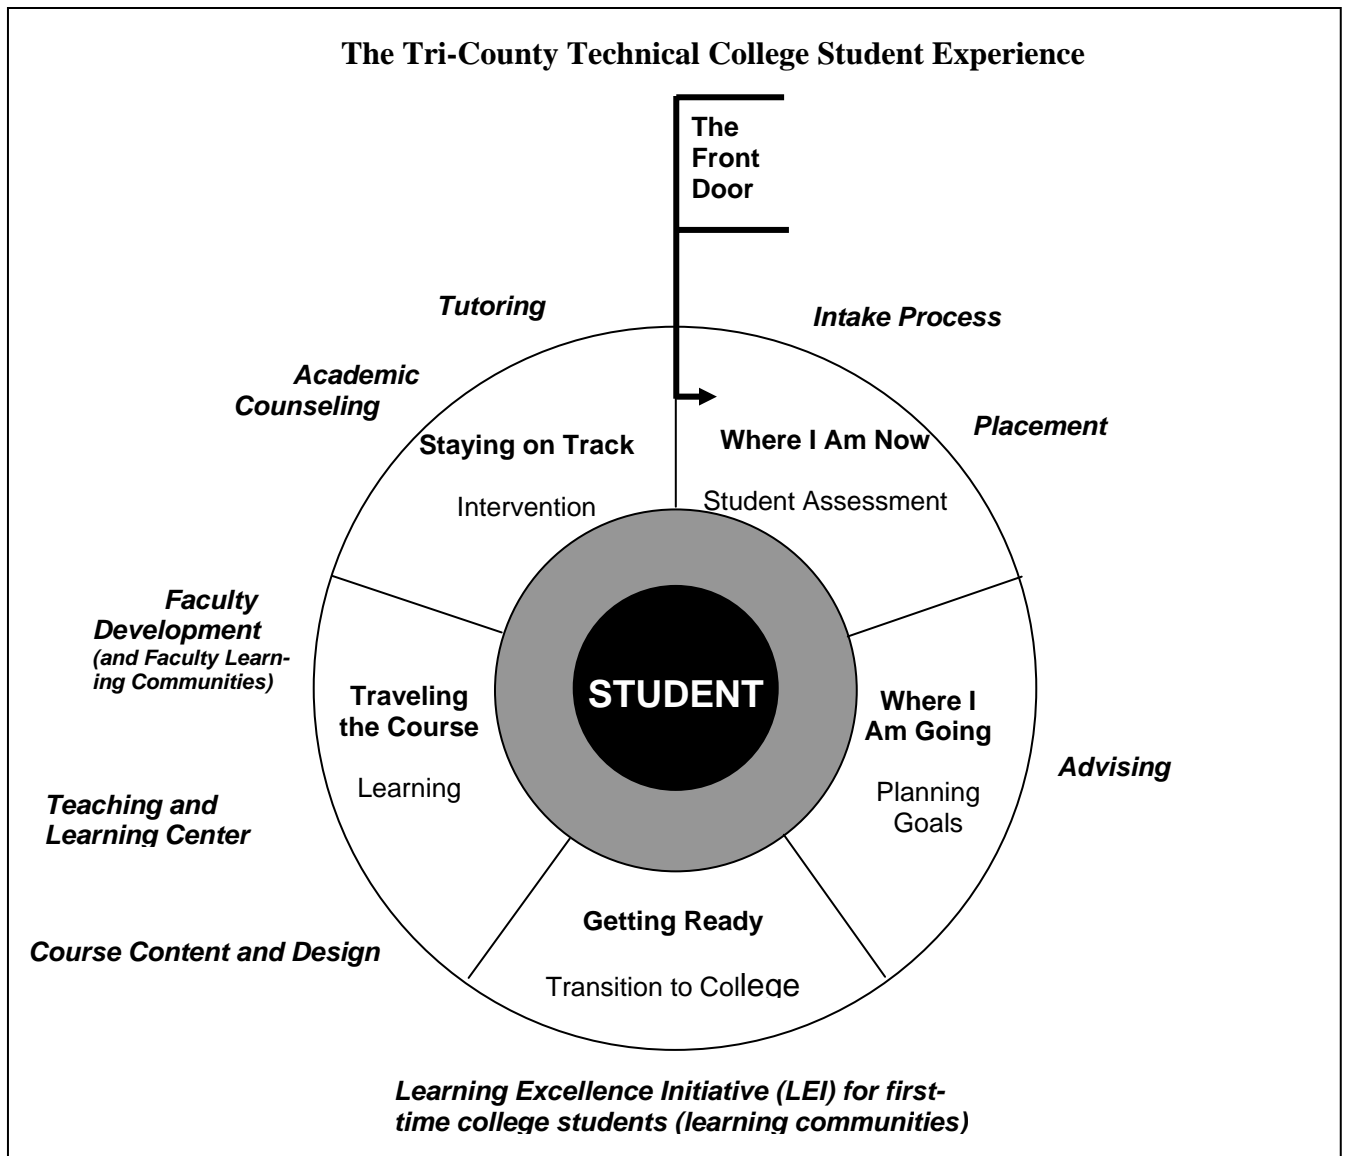 The Tri-County Technical College Student Experience
The
Front
Door
Tutoring
Intake Process
Academic
Counseling
Placement
Staying on Track
Intervention
Where I Am Now
Student Assessment
Faculty
Development
(and Faculty Learn-
ing Communities)
Traveling
the Course
Learning
STUDENT
Where I
Am Going
Planning
Goals
Advising
Teaching and
Learning Center
Course Content and Design
Getting Ready
Transition to College
Learning Excellence Initiative (LEI) for first-
time college students (learning communities)